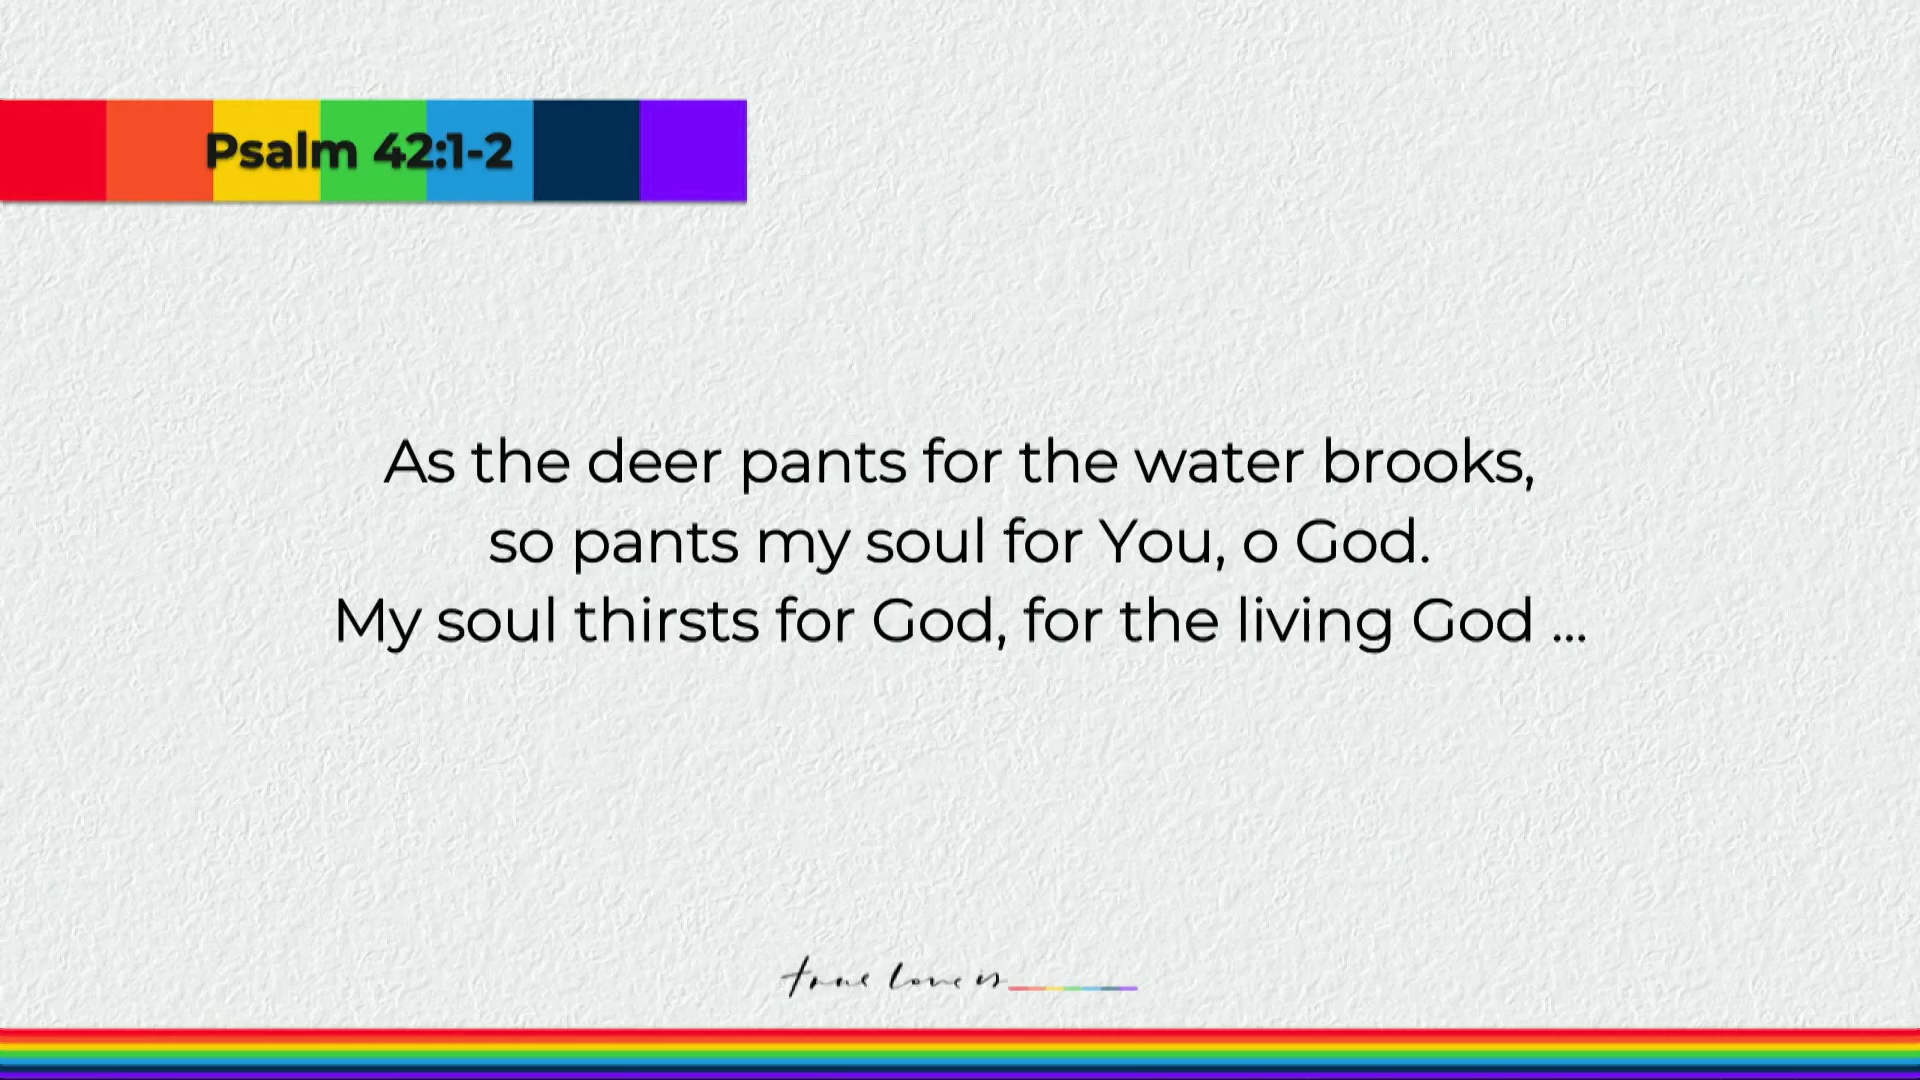 Psalm 42:1-2
As the deer pants for the water brooks,
so pants my soul for You, o God.
My soul thirsts for God, for the living God ...
true love is